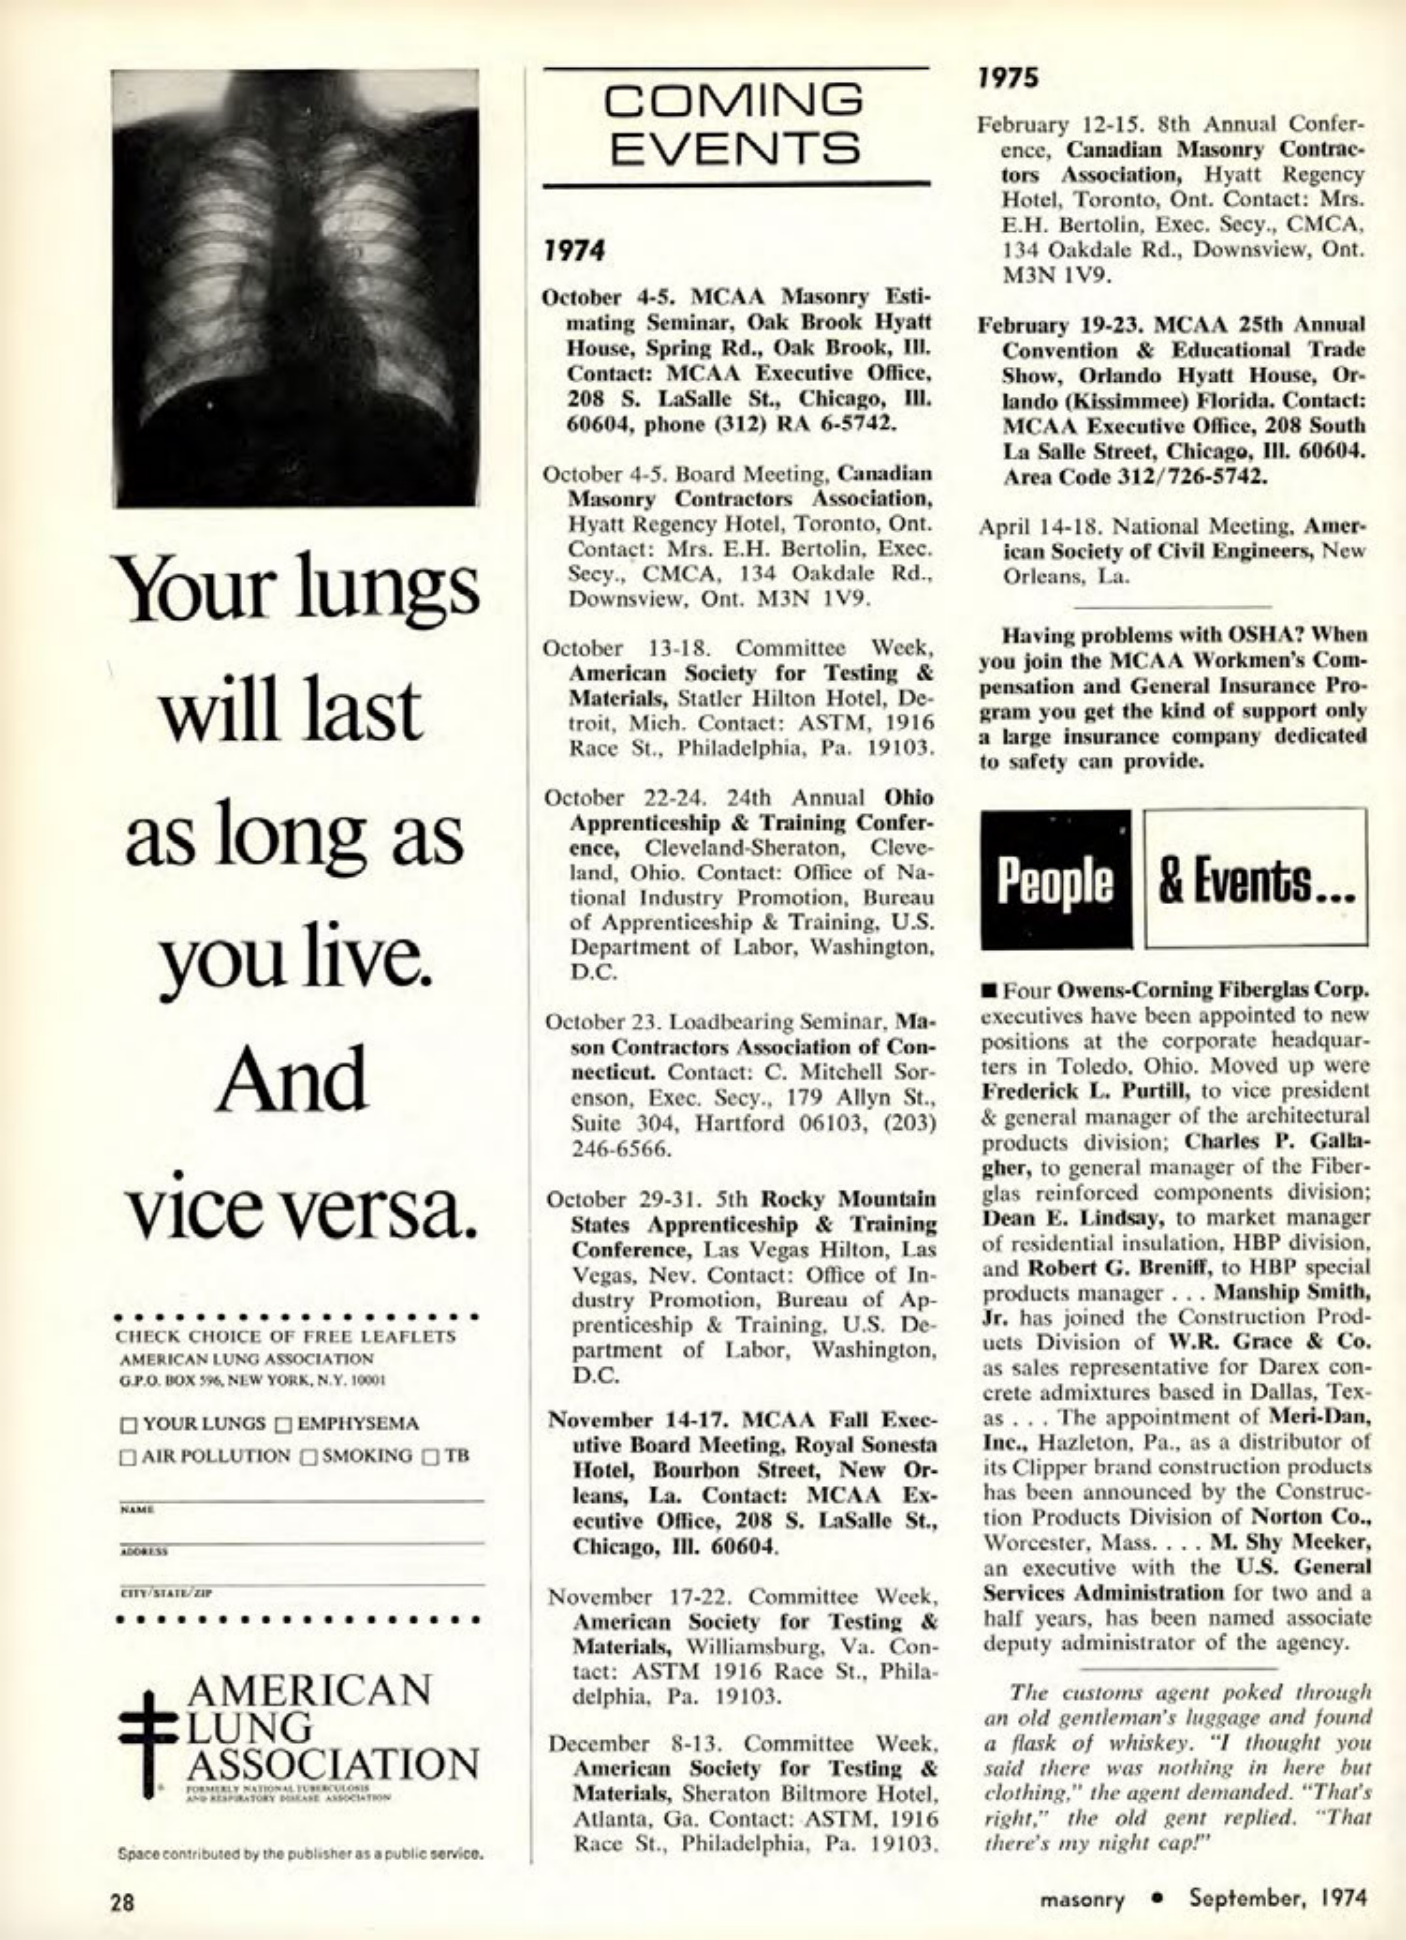 Your lungs
will last
as long as
you live.
And
vice versa.
CHECK CHOICE OF FREE LEAFLETS
AMERICAN LUNG ASSOCIATION
G.P.O. BOX 596, NEW YORK, N.Y. 10001
☐ YOUR LUNGS ☐ EMPHYSEMA
☐ AIR POLLUTION ☐ SMOKING ☐ TB
NAME
ADDRESS
CITY/STATE/ZIP
AMERICAN
LUNG
ASSOCIATION
FORMERLY NATIONAL TUBERCULOSIS
AND RESPIRATORY DISEASE ASSOCIATION
Space contributed by the publisher as a public service.
COMING
EVENTS
1974
October 4-5. MCAA Masonry Esti-
mating Seminar, Oak Brook Hyatt
House, Spring Rd., Oak Brook, Ill.
Contact: MCAA Executive Office,
208 S. LaSalle St., Chicago, Ill.
60604, phone (312) RA 6-5742.
October 4-5. Board Meeting, Canadian
Masonry Contractors Association,
Hyatt Regency Hotel, Toronto, Ont.
Contact: Mrs. E.H. Bertolin, Exec.
Secy., CMCA, 134 Oakdale Rd.,
Downsview, Ont. M3N 1V9.
October 13-18. Committee Week,
American Society for Testing &
Materials, Statler Hilton Hotel, De-
troit, Mich. Contact: ASTM, 1916
Race St., Philadelphia, Pa. 19103.
October 22-24. 24th Annual Ohio
Apprenticeship & Training Confer-
ence, Cleveland-Sheraton, Cleve-
land, Ohio. Contact: Office of Na-
tional Industry Promotion, Bureau
of Apprenticeship & Training, U.S.
Department of Labor, Washington,
D.C.
October 23. Loadbearing Seminar, Ma-
son Contractors Association of Con-
necticut. Contact: C. Mitchell Sor-
enson, Exec. Secy., 179 Allyn St.,
Suite 304, Hartford 06103, (203)
246-6566.
October 29-31. 5th Rocky Mountain
States Apprenticeship & Training
Conference, Las Vegas Hilton, Las
Vegas, Nev. Contact: Office of In-
dustry Promotion, Bureau of Ap-
prenticeship & Training, U.S. De-
partment of Labor, Washington,
D.C.
November 14-17. MCAA Fall Exec-
utive Board Meeting, Royal Sonesta
Hotel, Bourbon Street, New Or-
leans, La. Contact: MCAA Ex-
ecutive Office, 208 S. LaSalle St.,
Chicago, Ill. 60604.
November 17-22. Committee Week,
American Society for Testing &
Materials, Williamsburg, Va. Con-
tact: ASTM 1916 Race St., Phila-
delphia, Pa. 19103.
December 8-13. Committee Week,
American Society for Testing &
Materials, Sheraton Biltmore Hotel,
Atlanta, Ga. Contact: ASTM, 1916
Race St., Philadelphia, Pa. 19103.
1975
February 12-15. 8th Annual Confer-
ence, Canadian Masonry Contrac-
tors Association, Hyatt Regency
Hotel, Toronto, Ont. Contact: Mrs.
E.H. Bertolin, Exec. Secy., CMCA,
134 Oakdale Rd., Downsview, Ont.
M3N 1V9.
February 19-23. MCAA 25th Annual
Convention & Educational Trade
Show, Orlando Hyatt House, Or-
lando (Kissimmee) Florida. Contact:
MCAA Executive Office, 208 South
La Salle Street, Chicago, Ill. 60604.
Area Code 312/726-5742.
April 14-18. National Meeting, Amer-
ican Society of Civil Engineers, New
Orleans, La.
Having problems with OSHA? When
you join the MCAA Workmen's Com-
pensation and General Insurance Pro-
gram you get the kind of support only
a large insurance company dedicated
to safety can provide.
People & Events...
■ Four Owens-Corning Fiberglas Corp.
executives have been appointed to new
positions at the corporate headquar-
ters in Toledo, Ohio. Moved up were
Frederick L. Purtill, to vice president
& general manager of the architectural
products division; Charles P. Galla-
gher, to general manager of the Fiber-
glas reinforced components division;
Dean E. Lindsay, to market manager
of residential insulation, HBP division,
and Robert G. Breniff, to HBP special
products manager . . . Manship Smith,
Jr. has joined the Construction Prod-
ucts Division of W.R. Grace & Co.
as sales representative for Darex con-
crete admixtures based in Dallas, Tex-
as . . . The appointment of Meri-Dan,
Inc., Hazleton, Pa., as a distributor of
its Clipper brand construction products
has been announced by the Construc-
tion Products Division of Norton Co.,
Worcester, Mass. . . . M. Shy Meeker,
an executive with the U.S. General
Services Administration for two and a
half years, has been named associate
deputy administrator of the agency.
The customs agent poked through
an old gentleman's luggage and found
a flask of whiskey. "I thought you
said there was nothing in here but
clothing," the agent demanded. "That's
right," the old gent replied. "That
there's my night cap!"
28
masonry • September, 1974